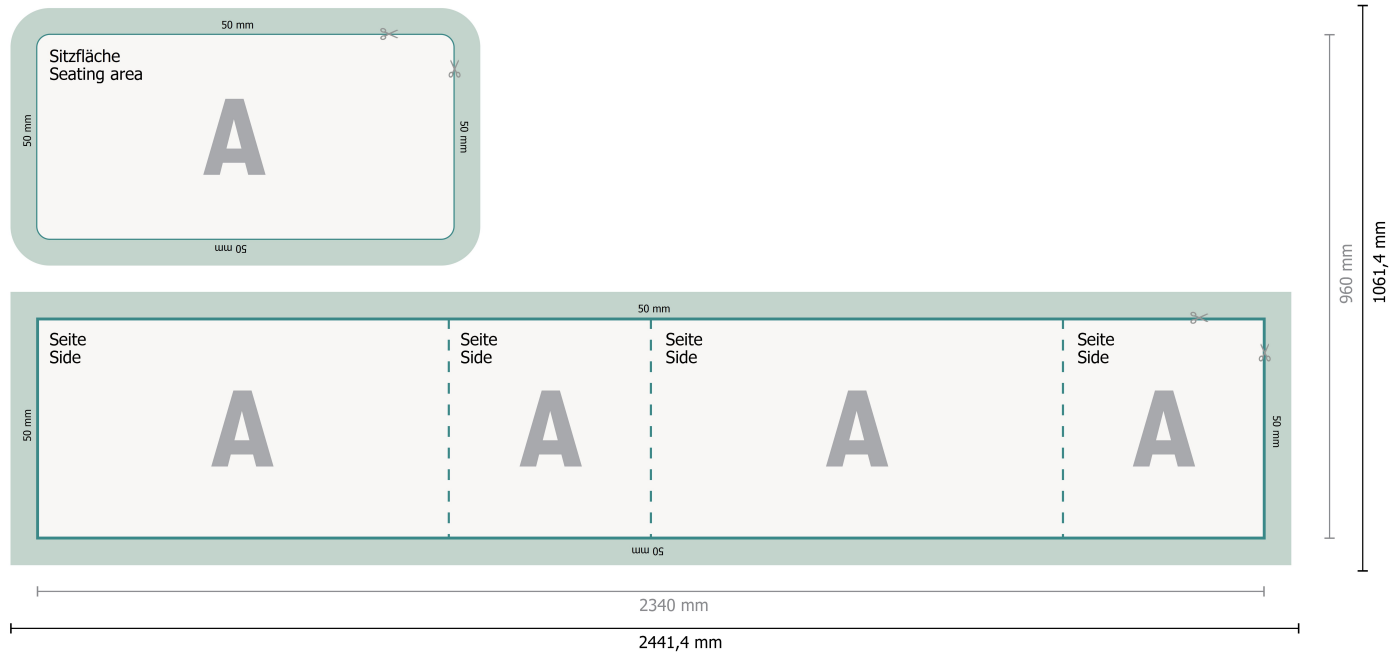 50 mm
Sitzfläche
Seating area
A
50 mm
50 mm
50 mm
50 mm
Seite
Side
Seite
Side
Seite
Side
Seite
Side
A
A
A
A
50 mm
50 mm
50 mm
960 mm
1061,4 mm
2340 mm
2441,4 mm